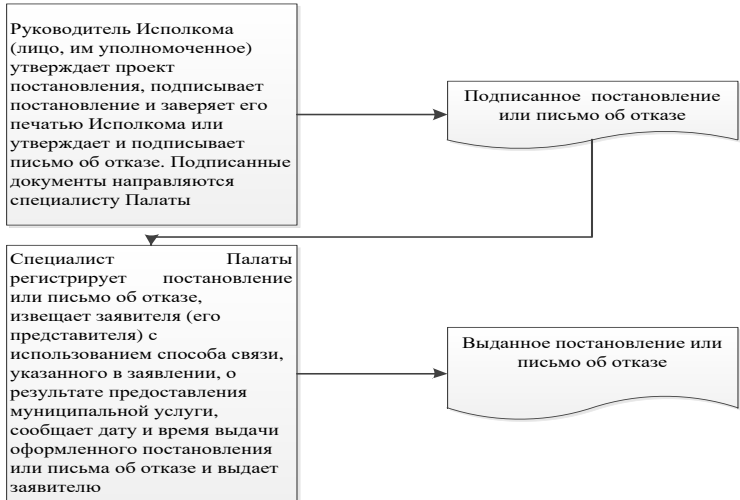 Руководитель Исполкома
(лицо, им уполномоченное)
утверждает проект
постановления, подписывает
постановление и заверяет его
печатью Исполкома или
утверждает и подписывает
письмо об отказе. Подписанные
документы направляются
специалисту Палаты
Подписанное постановление
или письмо об отказе
Специалист Палаты
регистрирует постановление
или письмо об отказе,
извещает заявителя (его
представителя) с
использованием способа связи,
указанного в заявлении, о
результате предоставления
муниципальной услуги,
сообщает дату и время выдачи
оформленного постановления
или письма об отказе и выдает
заявителю
Выданное постановление или
письмо об отказе